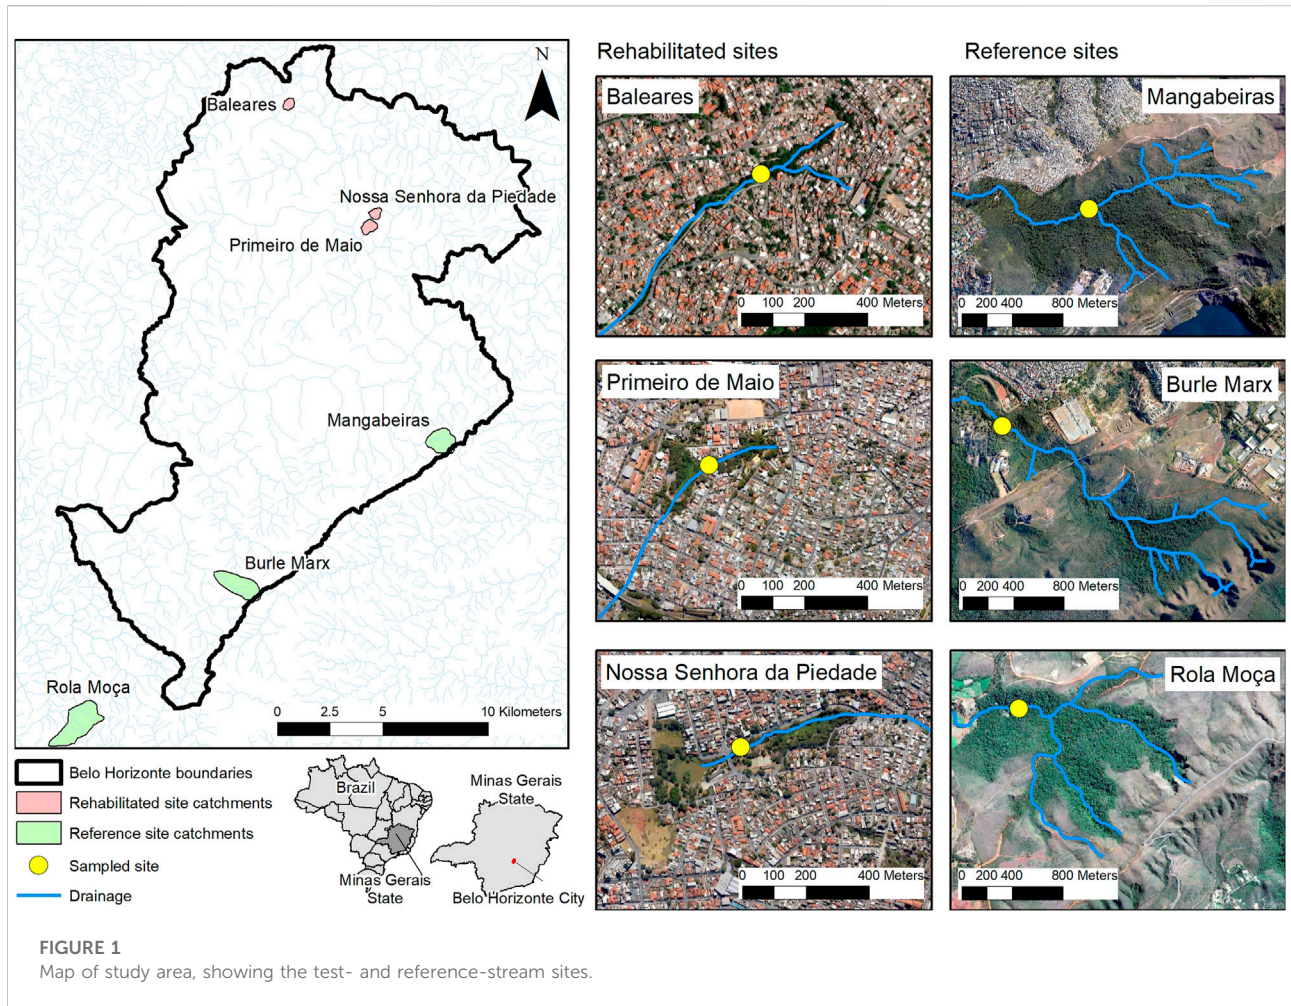 N
Baleares
Nossa Senhora da Piedade
Primeiro de Maio
Mangabeiras
Burle Marx
Rola Moça
0 2.5 5 10 Kilometers
Belo Horizonte boundaries
Rehabilitated site catchments
Reference site catchments
Sampled site
Drainage
Brazil
Minas Gerais
State
Minas Gerais
State
Belo Horizonte City
Rehabilitated sites
Reference sites
Baleares
0 100 200 400 Meters
Mangabeiras
0 200 400 800 Meters
Primeiro de Maio
0 100 200 400 Meters
Burle Marx
0 200 400 800 Meters
Nossa Senhora da Piedade
0 100 200 400 Meters
Rola Moça
0 200 400 800 Meters
FIGURE 1
Map of study area, showing the test- and reference-stream sites.